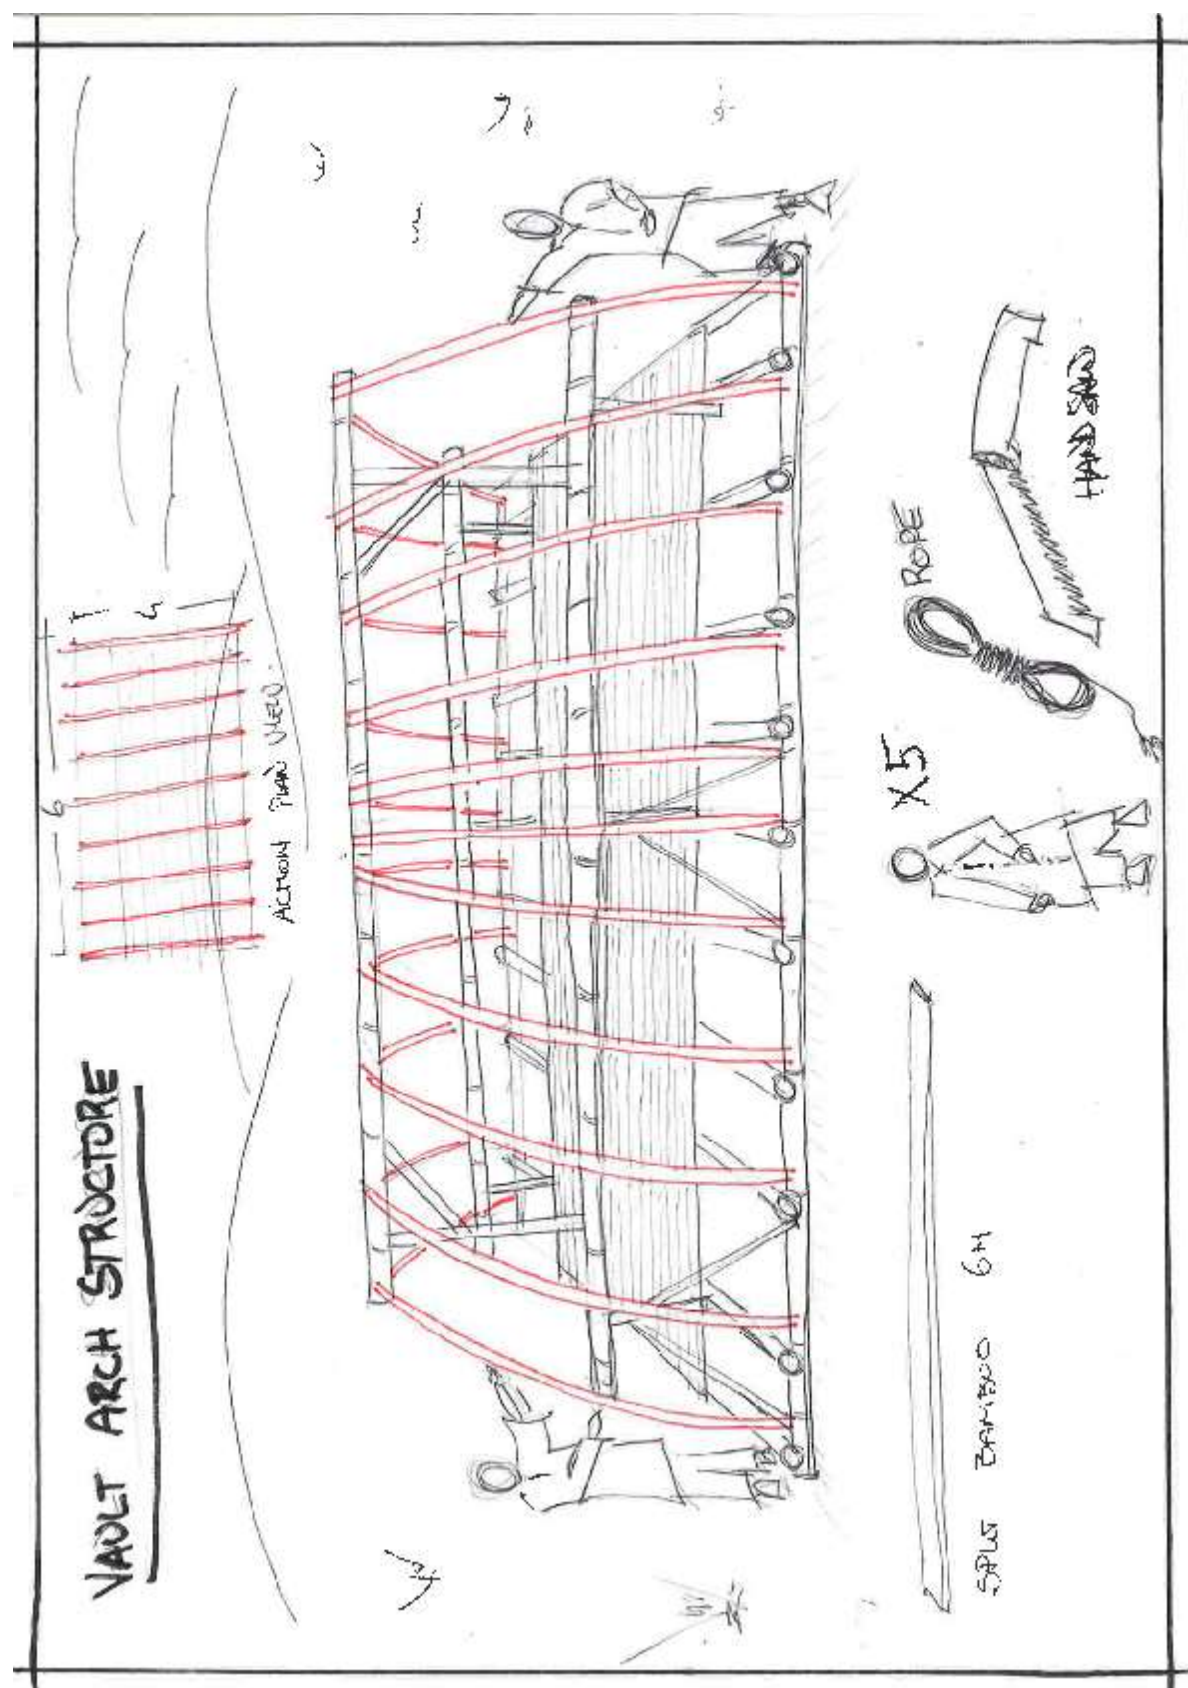 VAULT ARCH STRUCTURE
6
4
ACTION PLAN VIEW.
SPLIT BAMBOO 6M
X5
ROPE
HAND SAW